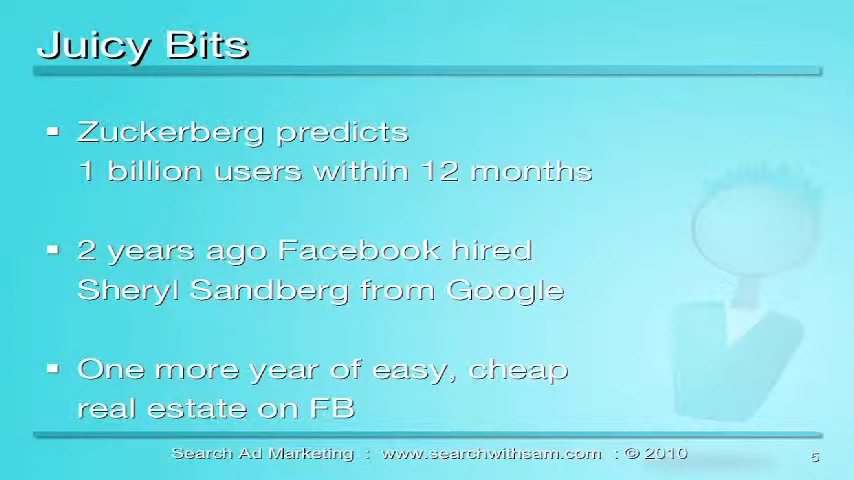 Juicy Bits
▪ Zuckerberg predicts
1 billion users within 12 months
▪ 2 years ago Facebook hired
Sheryl Sandberg from Google
▪ One more year of easy, cheap
real estate on FB
Search Ad Marketing : www.searchwithsam.com : © 2010
5